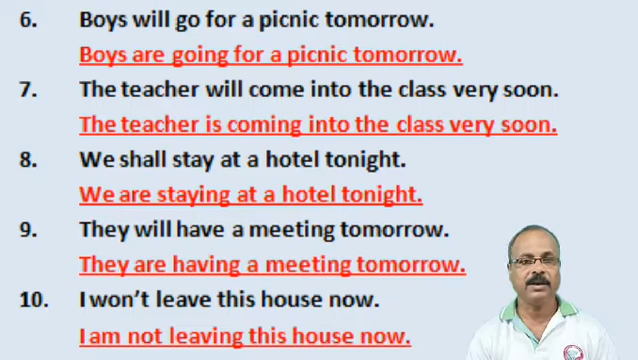 6. Boys will go for a picnic tomorrow.
Boys are going for a picnic tomorrow.
7. The teacher will come into the class very soon.
The teacher is coming into the class very soon.
8. We shall stay at a hotel tonight.
We are staying at a hotel tonight.
9. They will have a meeting tomorrow.
They are having a meeting tomorrow.
10. I won't leave this house now.
I am not leaving this house now.